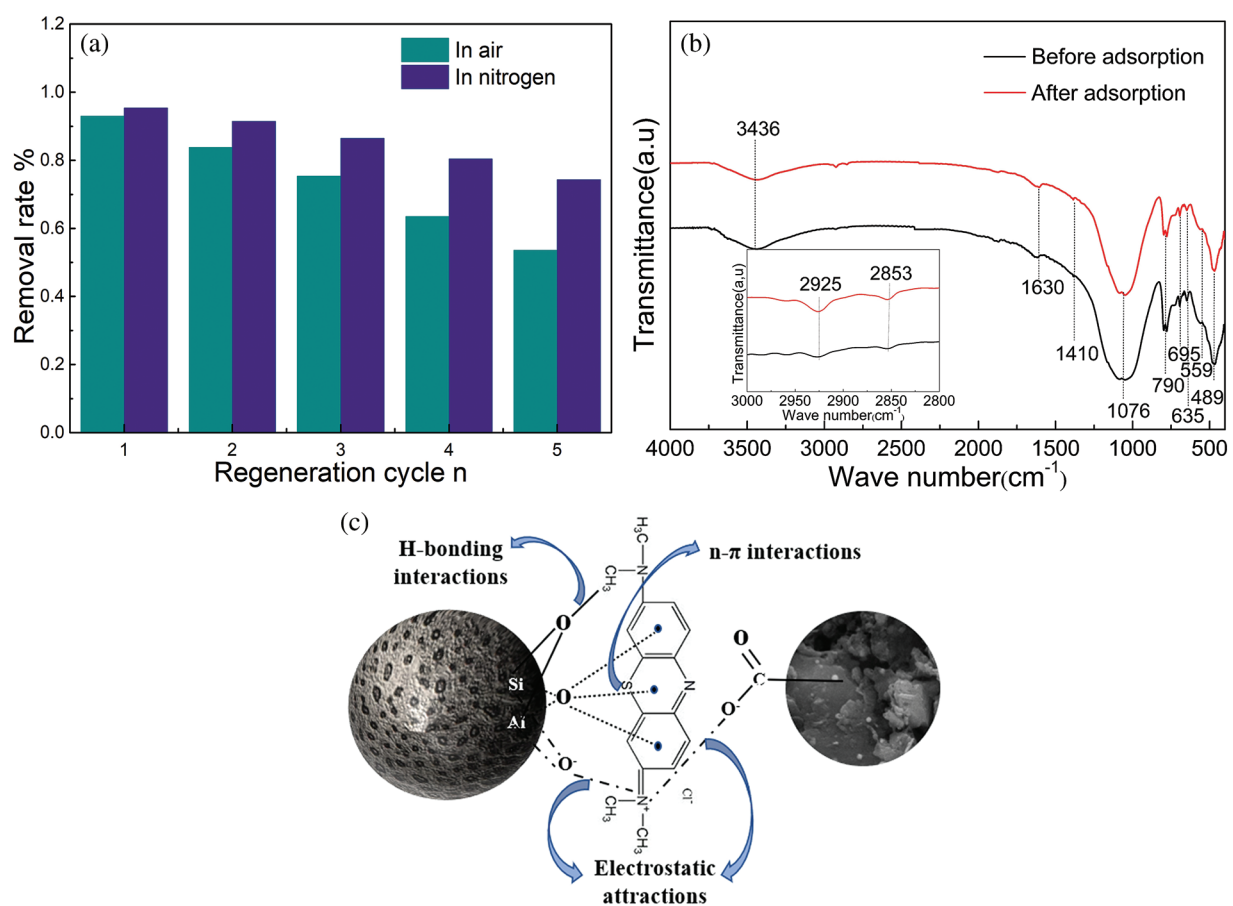 (a)
In air
In nitrogen
Removal rate %
1.2
1.0
0.8
0.6
0.4
0.2
0.0
1 2 3 4 5
Regeneration cycle n
(b)
Before adsorption
After adsorption
Transmittance(a.u)
3436
1630
1410
1076
790
695
635
559
489
2925
2853
Transmittance(a,u)
3000 2950 2900 2850 2800
Wave number(cm⁻¹)
4000 3500 3000 2500 2000 1500 1000 500
Wave number(cm⁻¹)
(c)
H-bonding
interactions
n-π interactions
Electrostatic
attractions
Si
Al
O
O
O⁻
H₃C
N
CH₃
S
N
CH₃
N⁺
CH₃
Cl⁻
O
C
O⁻